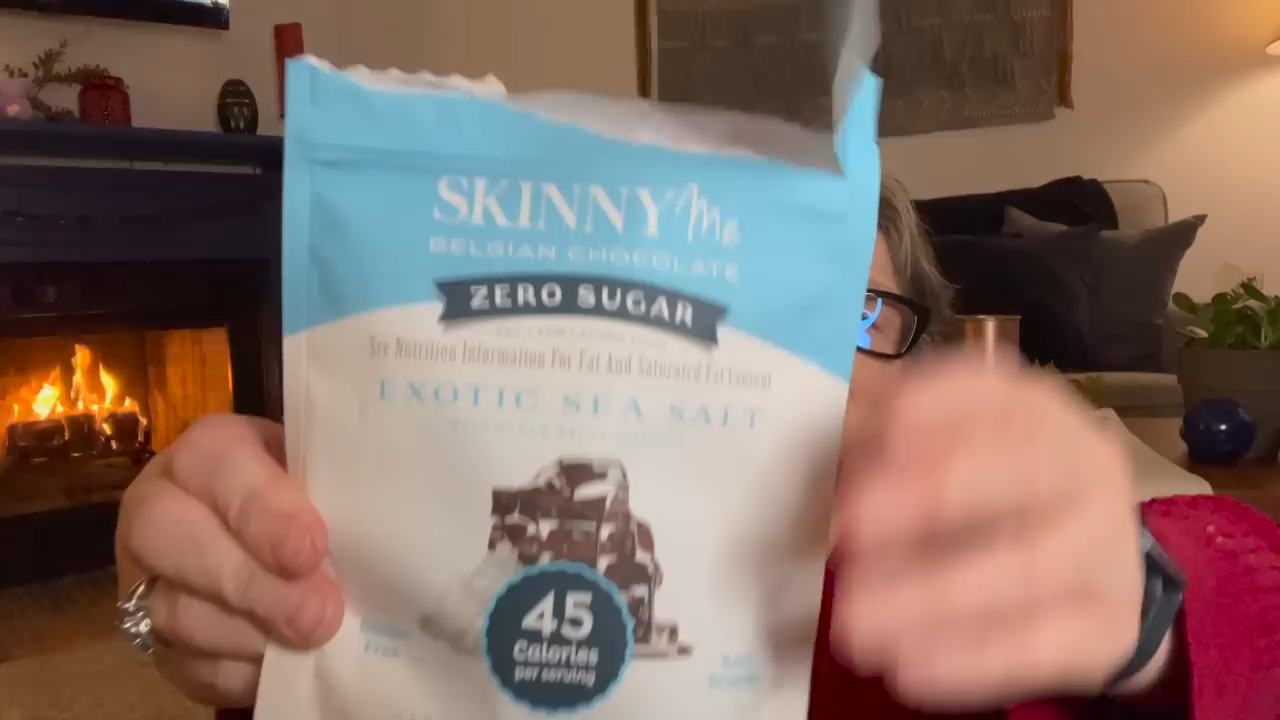 SKINNY Me
BELGIAN CHOCOLATE
ZERO SUGAR
See Nutrition Information For Fat And Saturated Fat Content
EXOTIC SEA SALT
45
Calories
per serving
FREE